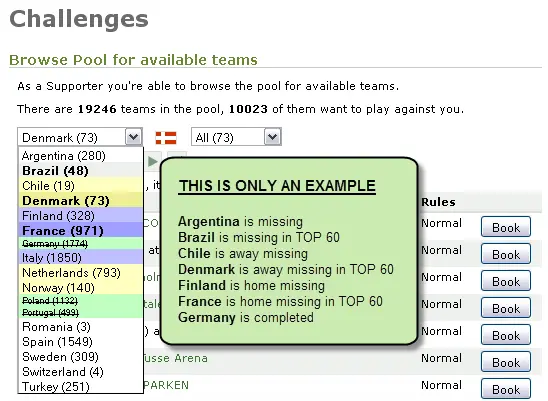 Challenges
Browse Pool for available teams
As a Supporter you're able to browse the pool for available teams.
There are 19246 teams in the pool, 10023 of them want to play against you.
Denmark (73)
All (73)
Argentina (280)
Brazil (48)
Chile (19)
Denmark (73)
Finland (328)
France (971)
Germany (1774)
Italy (1850)
Netherlands (793)
Norway (140)
Poland (1132)
Portugal (499)
Romania (3)
Spain (1549)
Sweden (309)
Switzerland (4)
Turkey (251)
THIS IS ONLY AN EXAMPLE
Argentina is missing
Brazil is missing in TOP 60
Chile is away missing
Denmark is away missing in TOP 60
Finland is home missing
France is home missing in TOP 60
Germany is completed
, it
Rules
CO
Normal
Book
at
Normal
Book
holm
Normal
Book
tale
Normal
Book
) a
Normal
Book
Tusse Arena
Normal
Book
PARKEN
Normal
Book